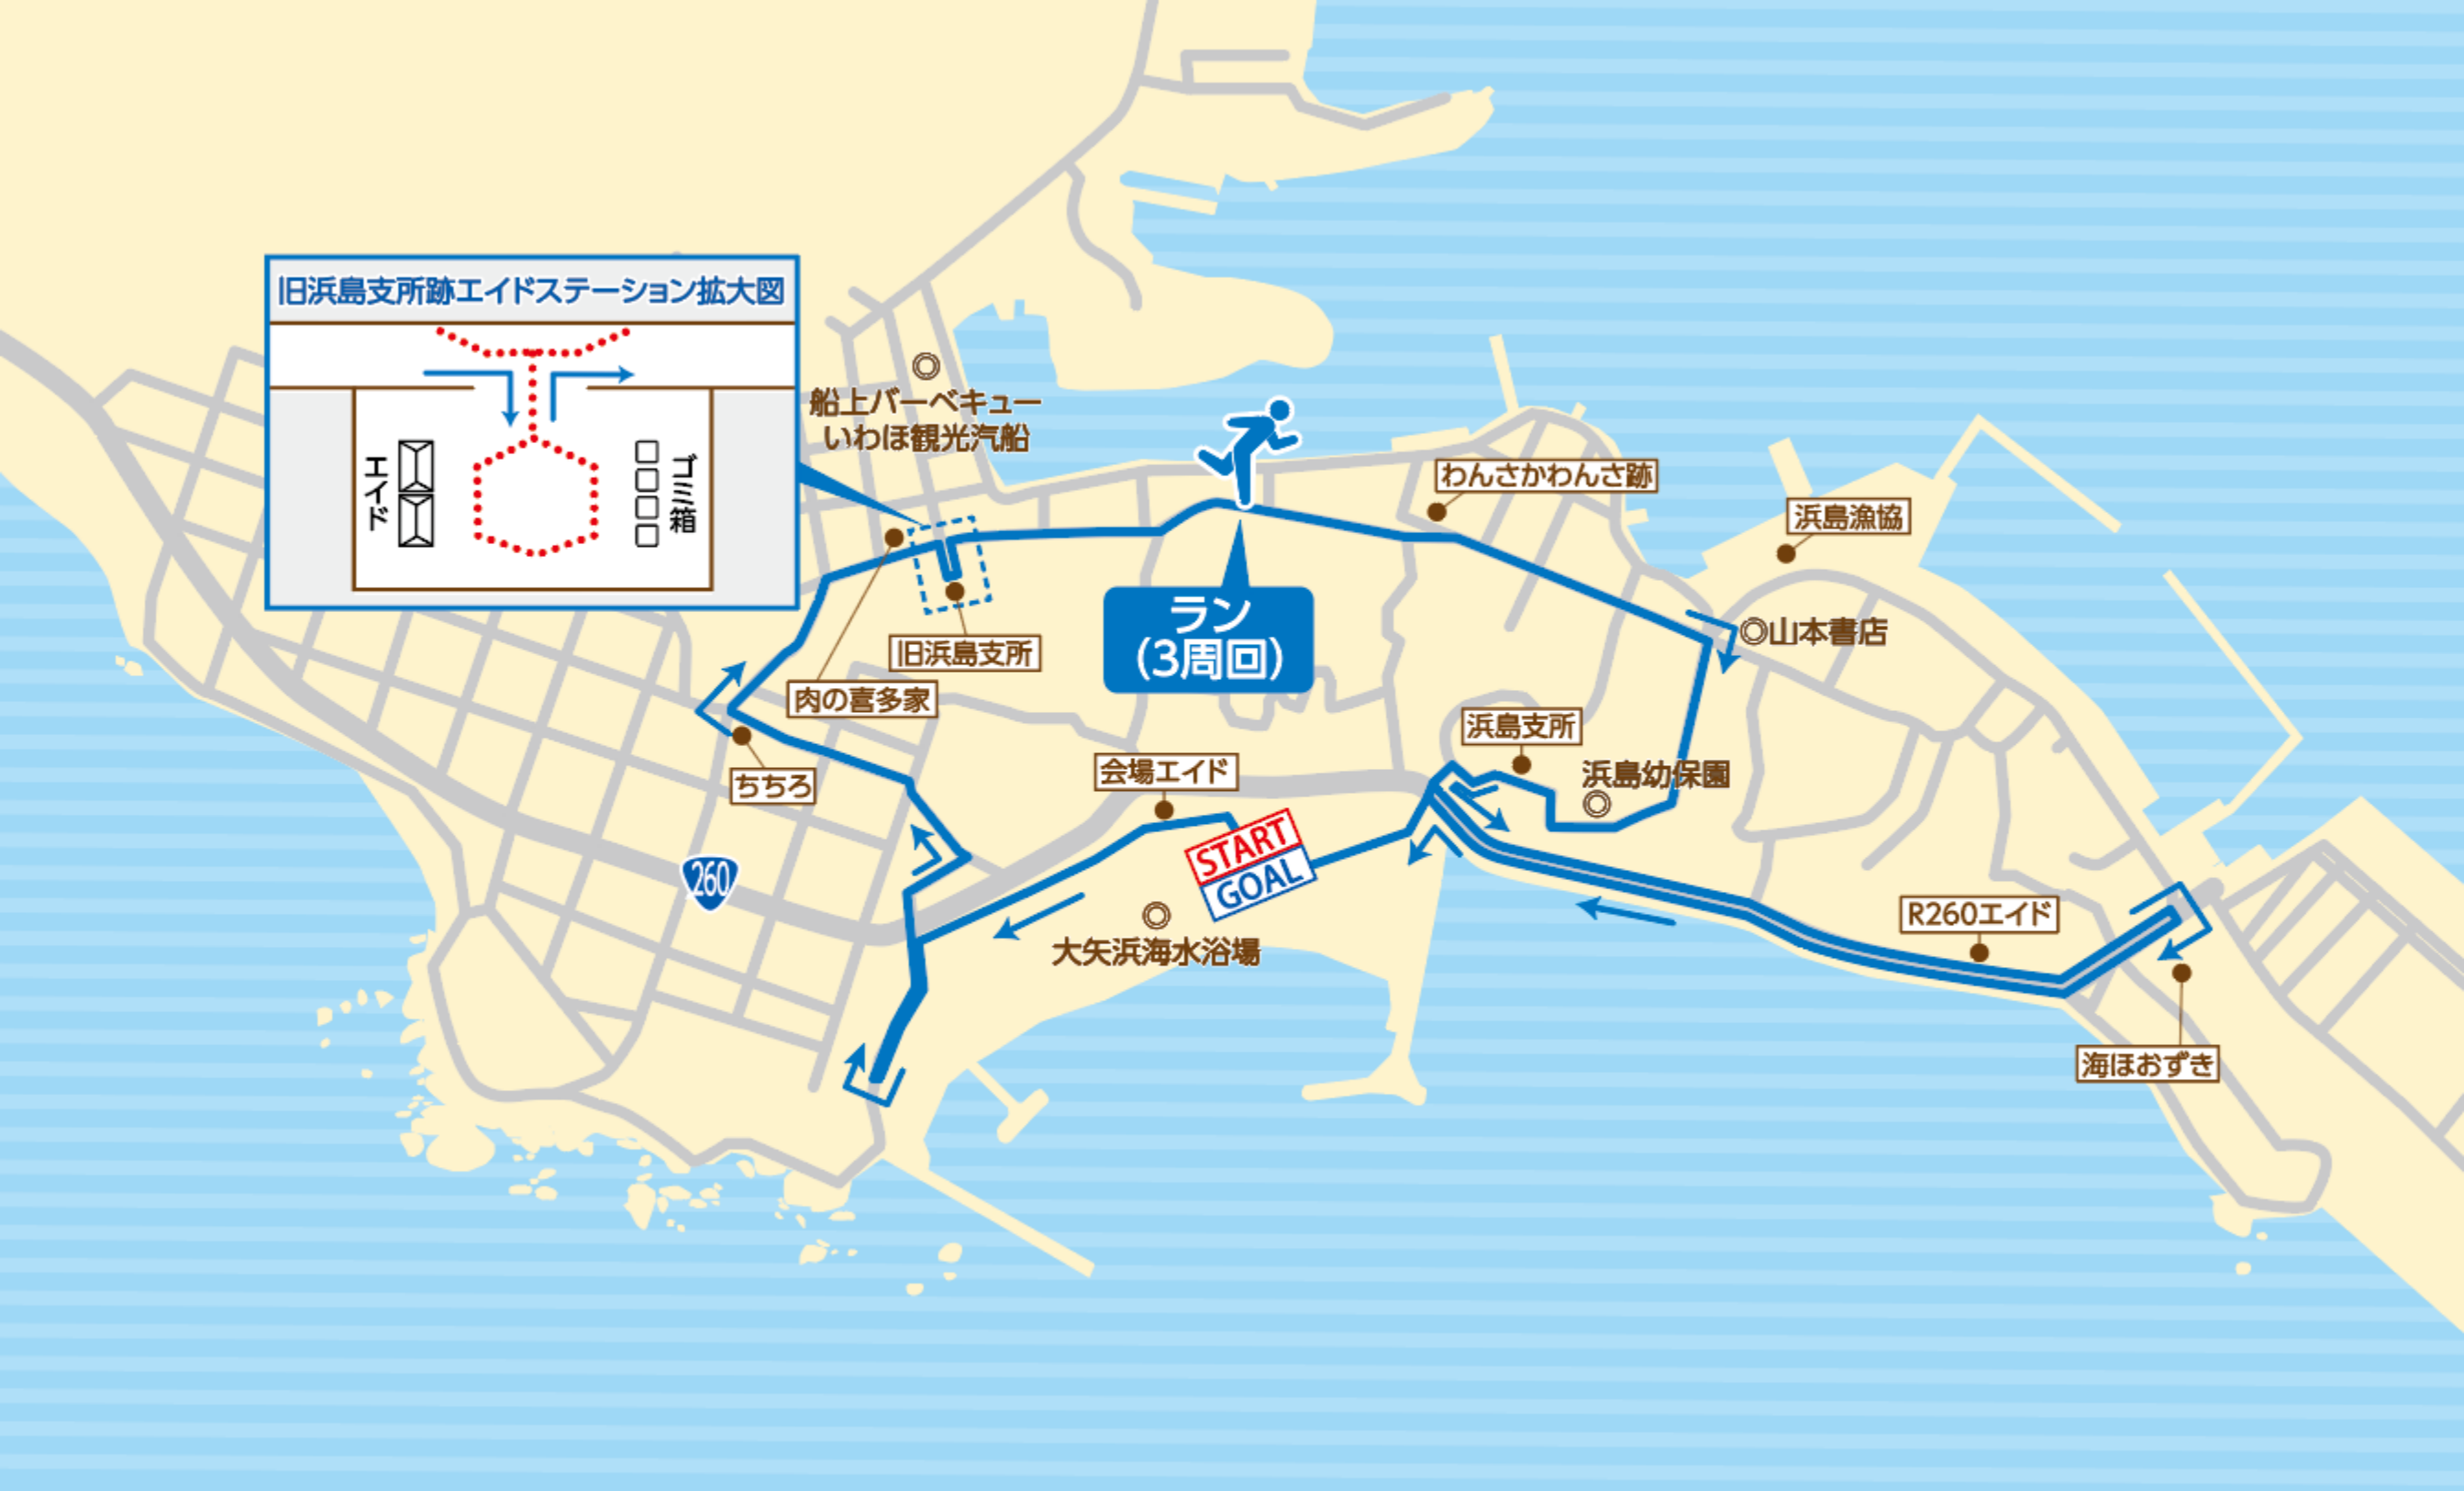 旧浜島支所跡エイドステーション拡大図
エイド
ゴミ箱
船上バーベキュー
いわほ観光汽船
わんさかわんさ跡
浜島漁協
山本書店
ラン
(3周回)
旧浜島支所
肉の喜多家
ちちろ
浜島支所
浜島幼保園
会場エイド
START
GOAL
260
大矢浜海水浴場
R260エイド
海ほおずき